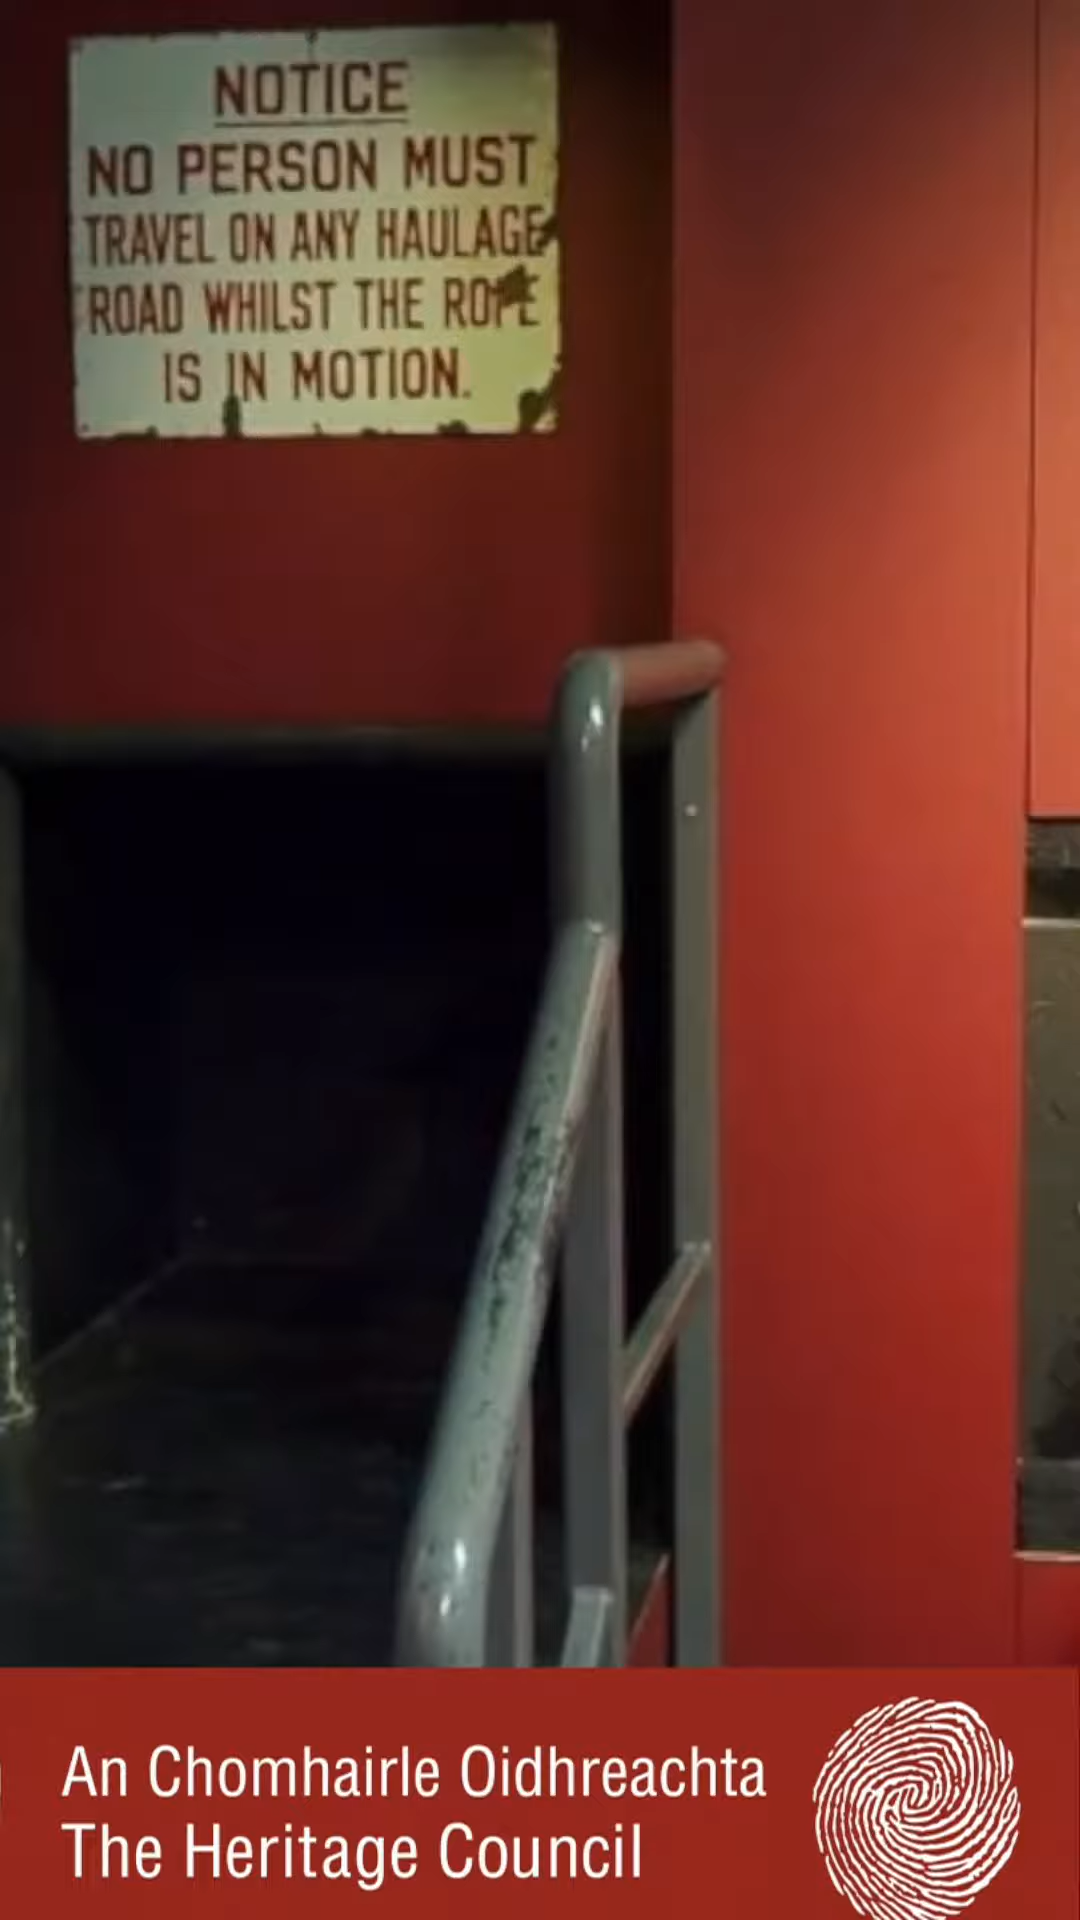 NOTICE
NO PERSON MUST
TRAVEL ON ANY HAULAGE
ROAD WHILST THE ROPE
IS IN MOTION.
An Chomhairle Oidhreachta
The Heritage Council